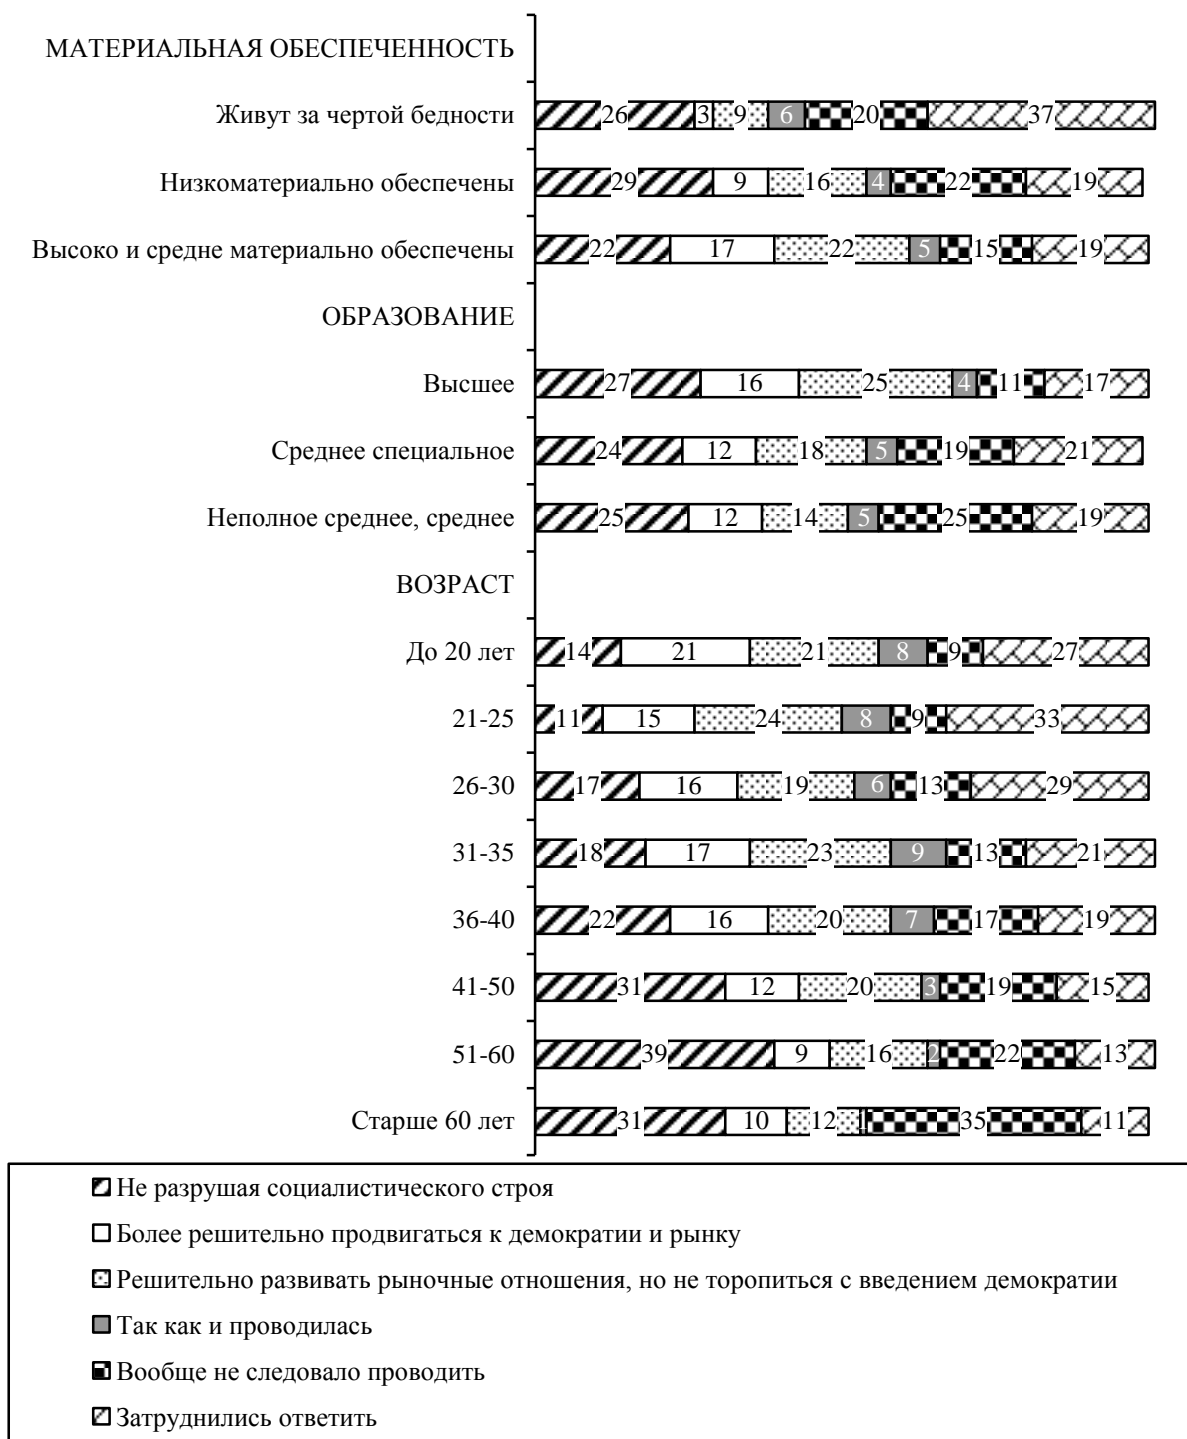 МАТЕРИАЛЬНАЯ ОБЕСПЕЧЕННОСТЬ
Живут за чертой бедности 26 3 9 6 20 37
Низкоматериально обеспечены 29 9 16 4 22 19
Высоко и средне материально обеспечены 22 17 22 5 15 19
ОБРАЗОВАНИЕ
Высшее 27 16 25 4 11 17
Среднее специальное 24 12 18 5 19 21
Неполное среднее, среднее 25 12 14 5 25 19
ВОЗРАСТ
До 20 лет 14 21 21 8 9 27
21-25 11 15 24 8 9 33
26-30 17 16 19 6 13 29
31-35 18 17 23 9 13 21
36-40 22 16 20 7 17 19
41-50 31 12 20 3 19 15
51-60 39 9 16 2 22 13
Старше 60 лет 31 10 12 1 35 11
Не разрушая социалистического строя
Более решительно продвигаться к демократии и рынку
Решительно развивать рыночные отношения, но не торопиться с введением демократии
Так как и проводилась
Вообще не следовало проводить
Затруднились ответить